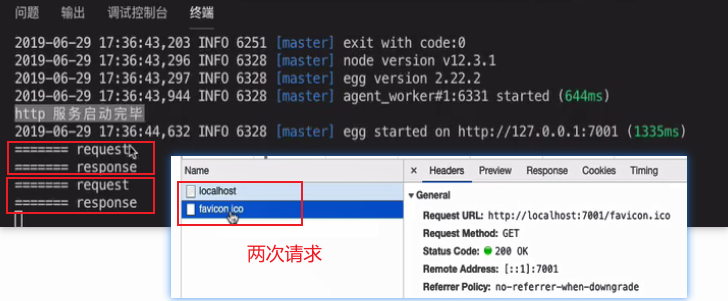 问题 输出 调试控制台 终端
2019-06-29 17:36:43,203 INFO 6251 [master] exit with code:0
2019-06-29 17:36:43,296 INFO 6328 [master] node version v12.3.1
2019-06-29 17:36:43,297 INFO 6328 [master] egg version 2.22.2
2019-06-29 17:36:43,944 INFO 6328 [master] agent_worker#1:6331 started (644ms)
http 服务启动完毕
2019-06-29 17:36:44,632 INFO 6328 [master] egg started on http://127.0.0.1:7001 (1335ms)
======= request
======= response
======= request
======= response
Name
localhost
favicon.ico
两次请求
× Headers Preview Response Cookies Timing
▼ General
Request URL: http://localhost:7001/favicon.ico
Request Method: GET
Status Code: 200 OK
Remote Address: [::1]:7001
Referrer Policy: no-referrer-when-downgrade